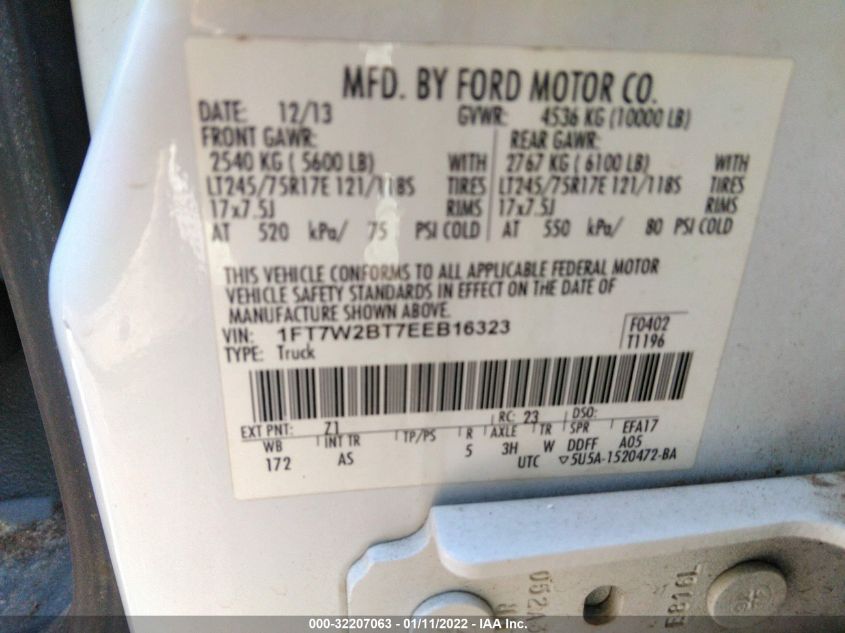 MFD. BY FORD MOTOR CO.
DATE: 12/13 GVWR: 4536 KG (10000 LB)
FRONT GAWR: REAR GAWR:
2540 KG ( 5600 LB) WITH 2767 KG ( 6100 LB) WITH
LT245/75R17E 121/118S TIRES LT245/75R17E 121/118S TIRES
17x7.5J RIMS 17x7.5J RIMS
AT 520 kPa/ 75 PSI COLD AT 550 kPa/ 80 PSI COLD
THIS VEHICLE CONFORMS TO ALL APPLICABLE FEDERAL MOTOR
VEHICLE SAFETY STANDARDS IN EFFECT ON THE DATE OF
MANUFACTURE SHOWN ABOVE.
VIN: 1FT7W2BT7EEB16323 F0402
TYPE: Truck T1196
EXT PNT: Z1 RC: 23 DSO:
WB INT TR TP/PS R AXLE TR SPR EFA17
172 AS 5 3H W DDFF A05
UTC ▽5U5A-1520472-BA
052A3
000-32207063 - 01/11/2022 - IAA Inc.